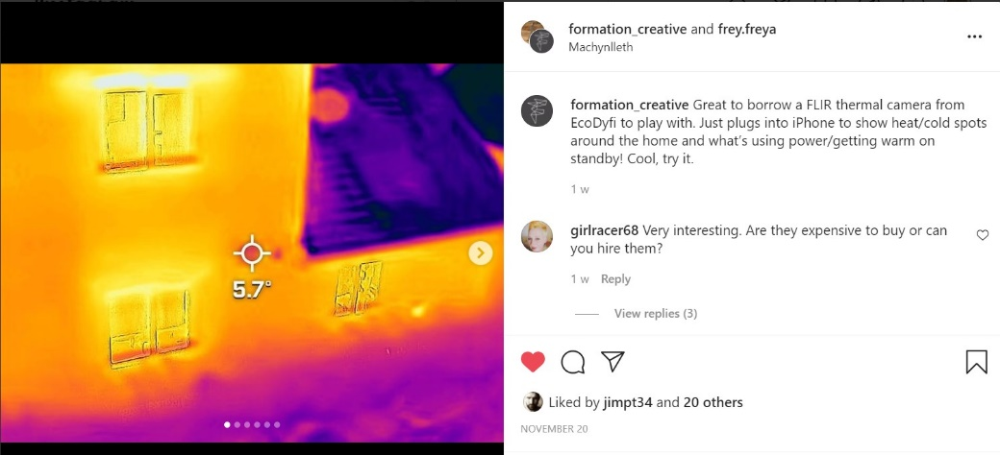 5.7°
formation_creative and frey.freya
Machynlleth
formation_creative Great to borrow a FLIR thermal camera from
EcoDyfi to play with. Just plugs into iPhone to show heat/cold spots
around the home and what's using power/getting warm on
standby! Cool, try it.
1 w
girlracer68 Very interesting. Are they expensive to buy or can
you hire them?
1 w Reply
View replies (3)
Liked by jimpt34 and 20 others
NOVEMBER 20